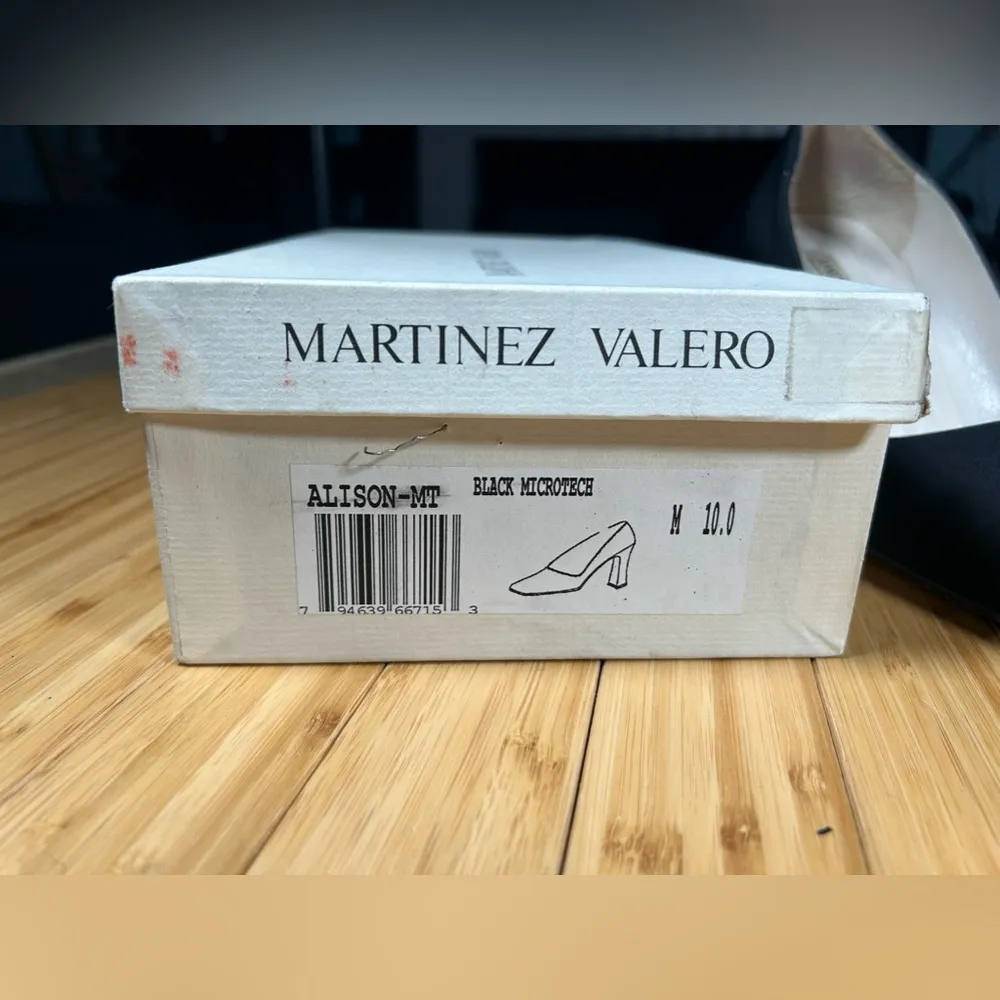 MARTINEZ VALERO
ALISON-MT
BLACK MICROTECH
M 10.0
7 94639 66715 3